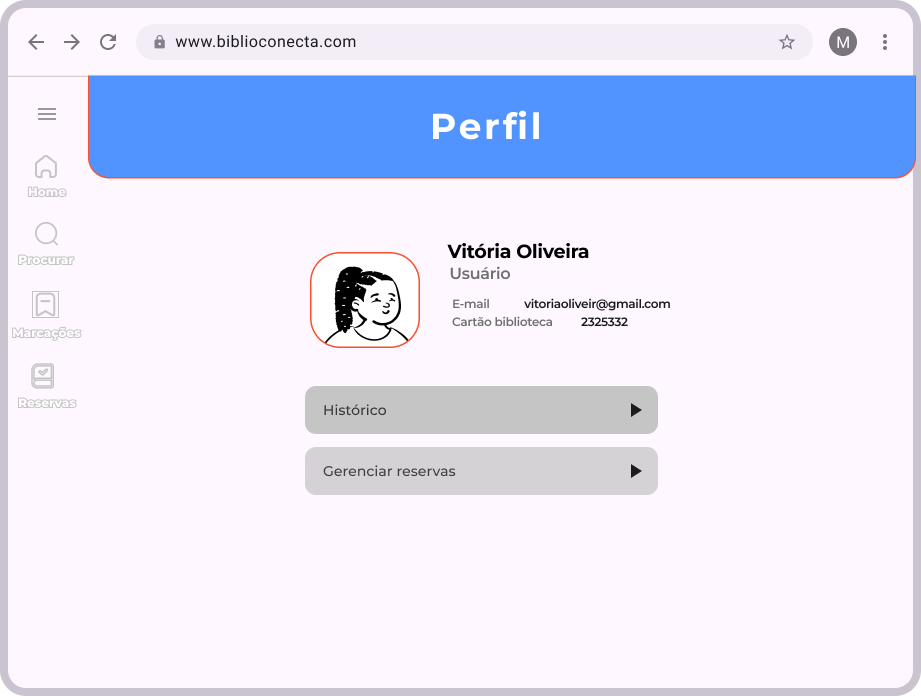 www.biblioconecta.com
M
Perfil
Home
Procurar
Marcações
Reservas
Vitória Oliveira
Usuário
E-mail vitoriaoliveir@gmail.com
Cartão biblioteca 2325332
Histórico
Gerenciar reservas